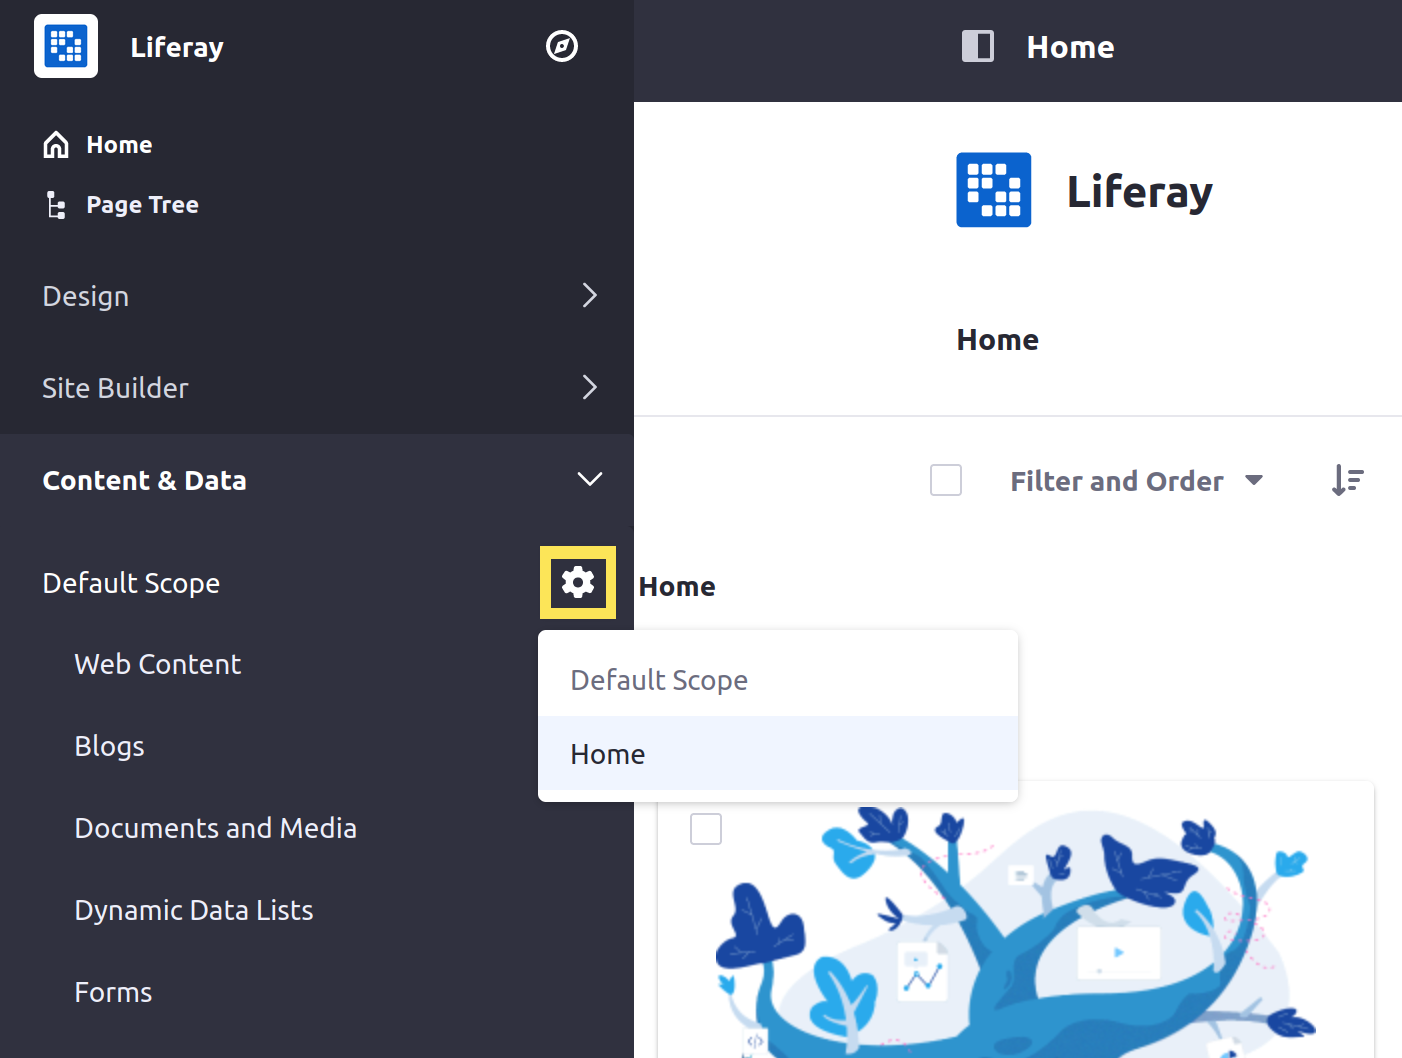 Liferay
Home
Page Tree
Design
Site Builder
Content & Data
Default Scope
Web Content
Blogs
Documents and Media
Dynamic Data Lists
Forms
Home
Liferay
Home
Filter and Order
Home
Default Scope
Home